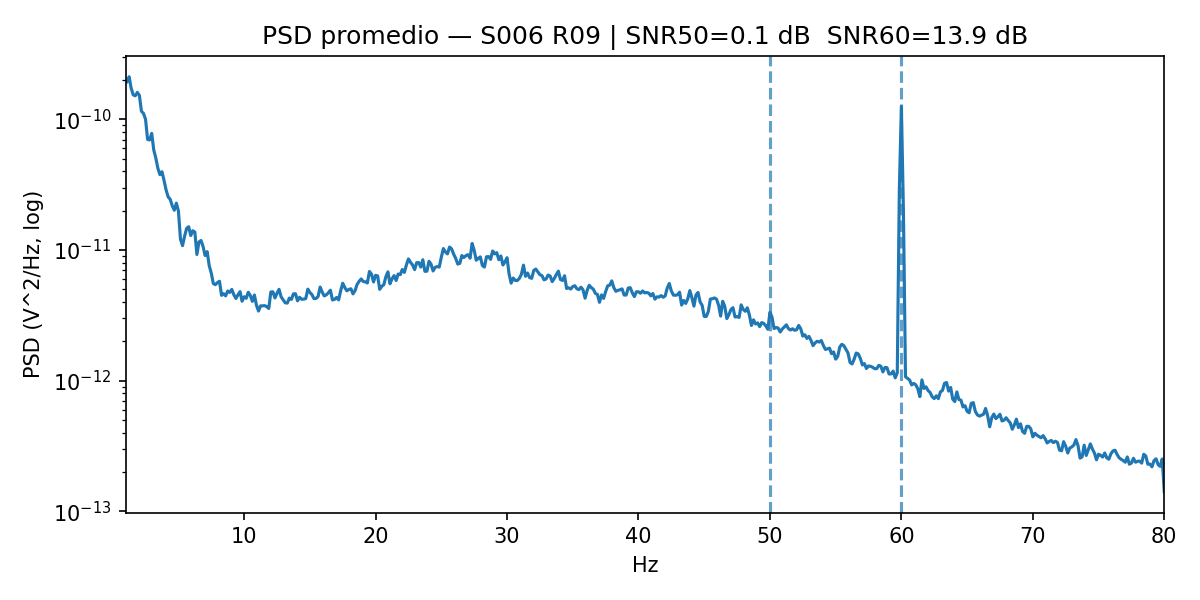 PSD promedio — S006 R09 | SNR50=0.1 dB  SNR60=13.9 dB
PSD (V^2/Hz, log)
10⁻¹⁰
10⁻¹¹
10⁻¹²
10⁻¹³
10 20 30 40 50 60 70 80
Hz